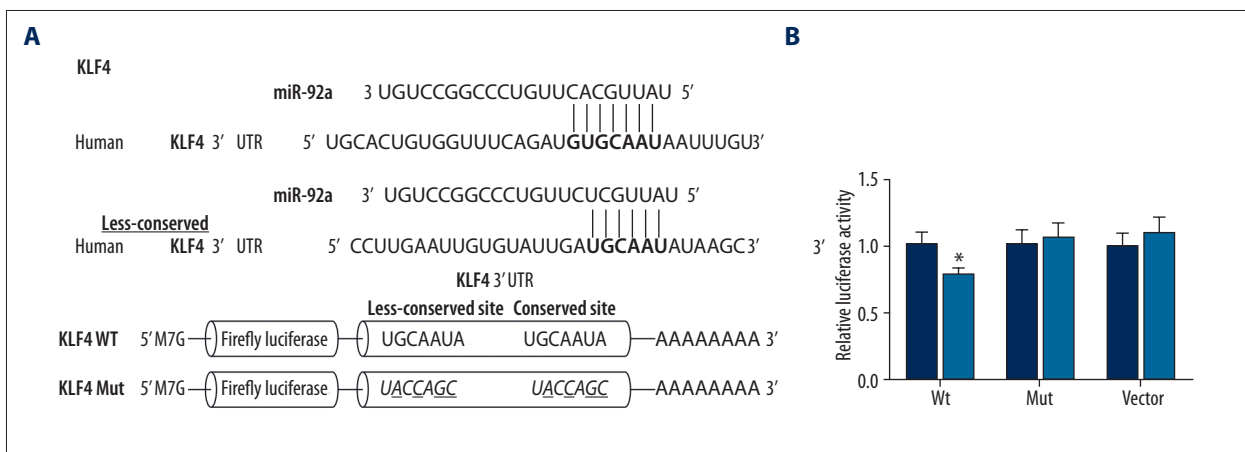 A
KLF4
miR-92a 3 UGUCCGGCCCUGUUCACGUUAU 5′
Human KLF4 3′ UTR 5′ UGCACUGUGGUUUCAGAUGUGCAAUAAUUUGU3′
miR-92a 3′ UGUCCGGCCCUGUUCUCGUUAU 5′
Less-conserved
Human KLF4 3′ UTR 5′ CCUUGAAUUGUGUAUUGAUGCAAUAUAAGC3′ 3′
KLF4 3′UTR
Less-conserved site Conserved site
KLF4 WT 5′ M7G Firefly luciferase UGCAAUA UGCAAUA AAAAAAAA 3′
KLF4 Mut 5′ M7G Firefly luciferase UACCAGC UACCAGC AAAAAAAA 3′
B
Relative luciferase activity
1.5
1.0
0.5
0.0
*
Wt Mut Vector